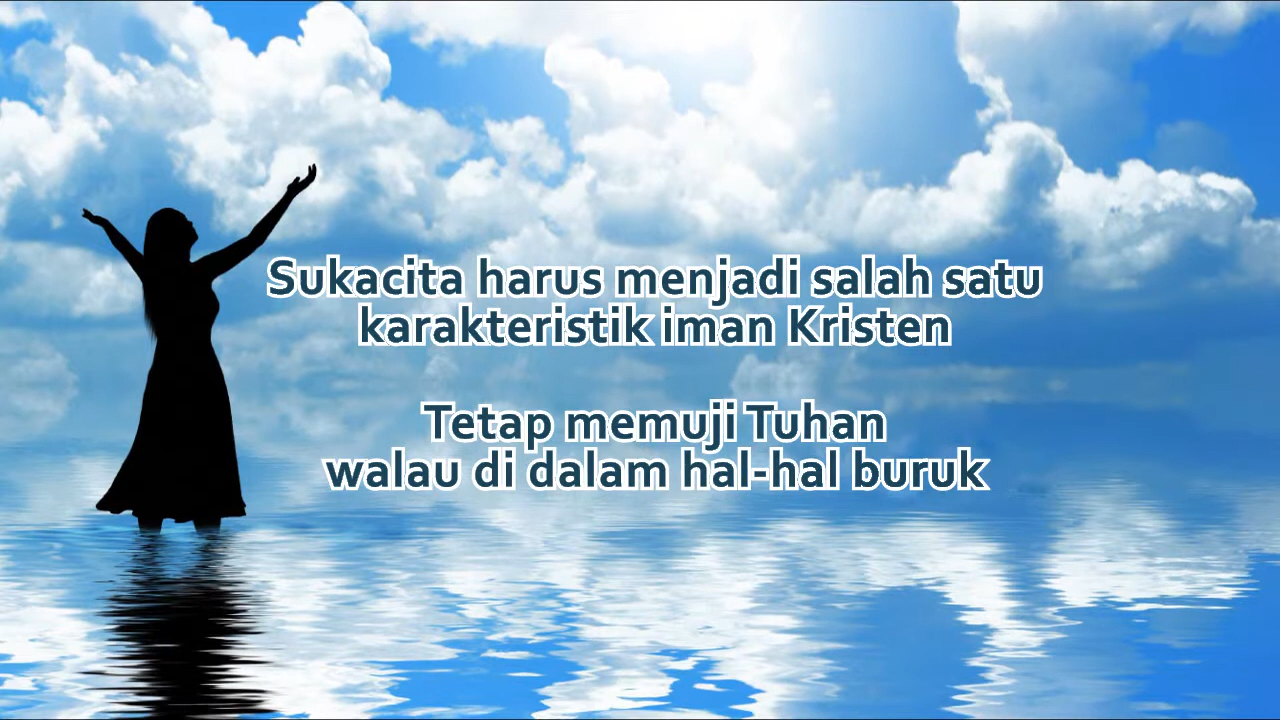 Sukacita harus menjadi salah satu
karakteristik iman Kristen
Tetap memuji Tuhan
walau di dalam hal-hal buruk